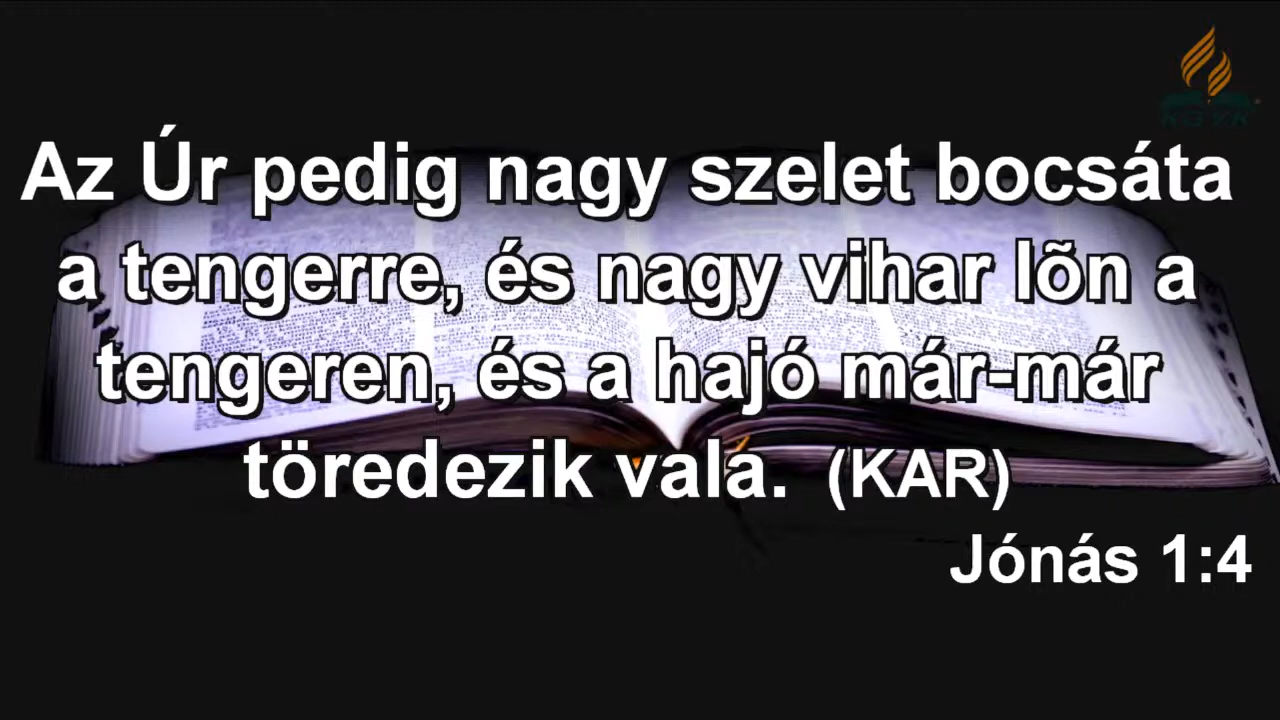 Az Úr pedig nagy szelet bocsáta
a tengerre, és nagy vihar lõn a
tengeren, és a hajó már-már
töredezik vala. (KAR)
Jónás 1:4